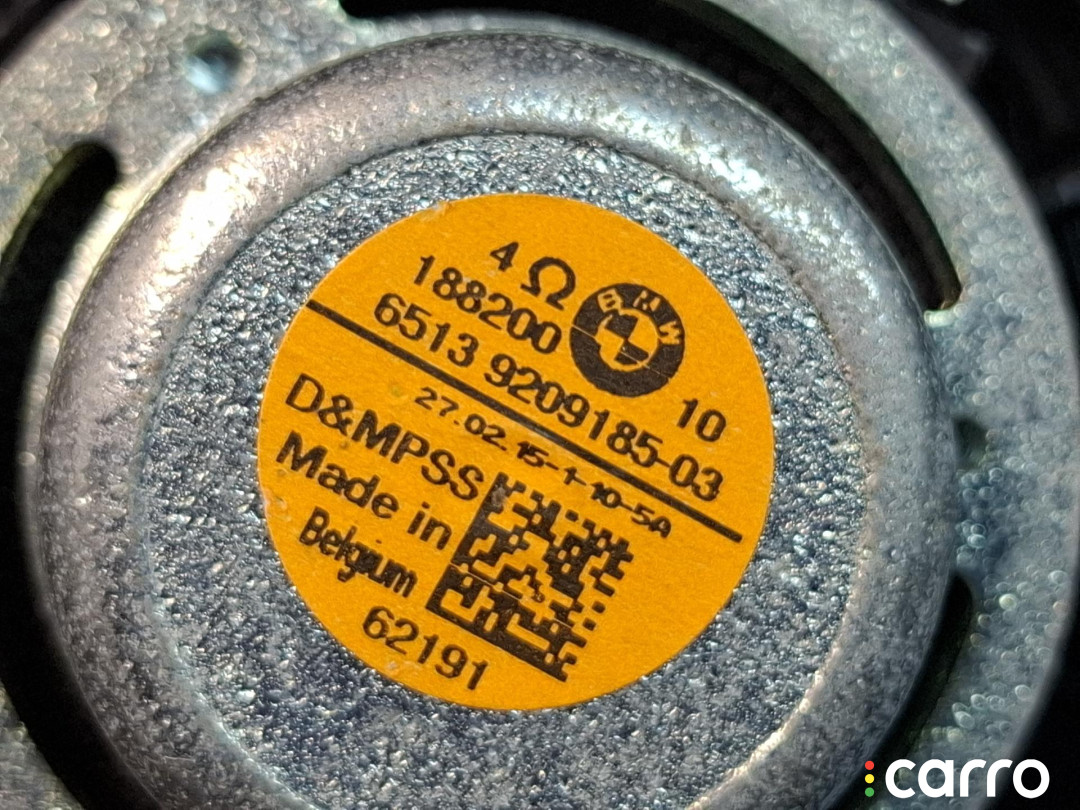 4 Ω
188200
BMW
10
6513 9209185-03
27.02.15-1-10-5A
D&MPSS
Made in
Belgium
62191
carro